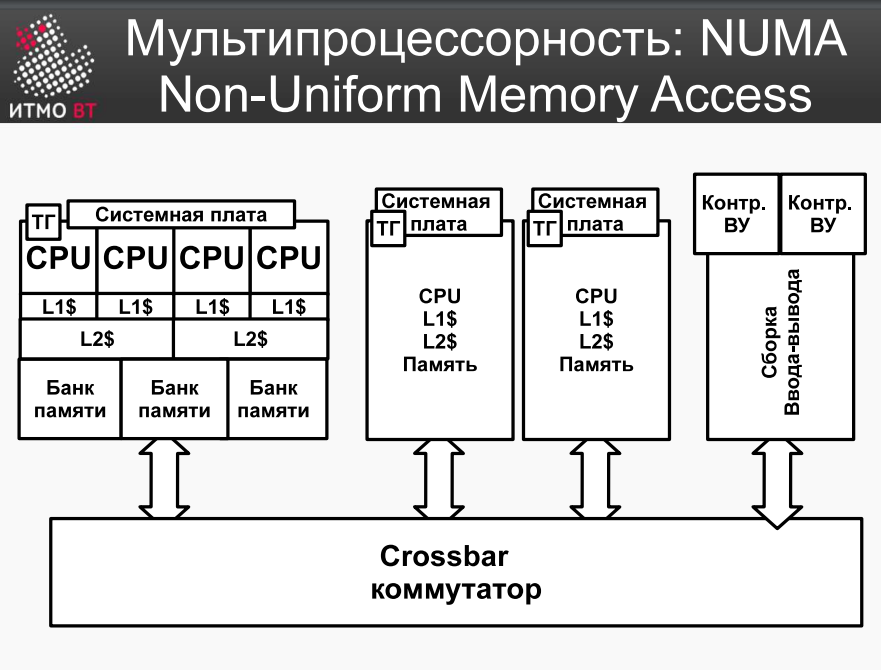 Мультипроцессорность: NUMA
Non-Uniform Memory Access
ИТМО ВТ
ТГ
Системная плата
CPU CPU CPU CPU
L1$ L1$ L1$ L1$
L2$ L2$
Банк Банк Банк
памяти памяти памяти
Системная
ТГ плата
CPU
L1$
L2$
Память
Системная
ТГ плата
CPU
L1$
L2$
Память
Контр. Контр.
ВУ ВУ
Сборка
Ввода-вывода
Crossbar
коммутатор